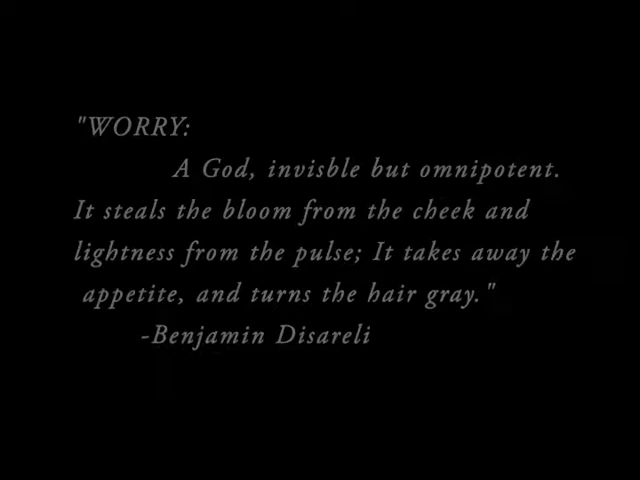 "WORRY:
A God, invisble but omnipotent.
It steals the bloom from the cheek and
lightness from the pulse; It takes away the
appetite, and turns the hair gray."
-Benjamin Disareli